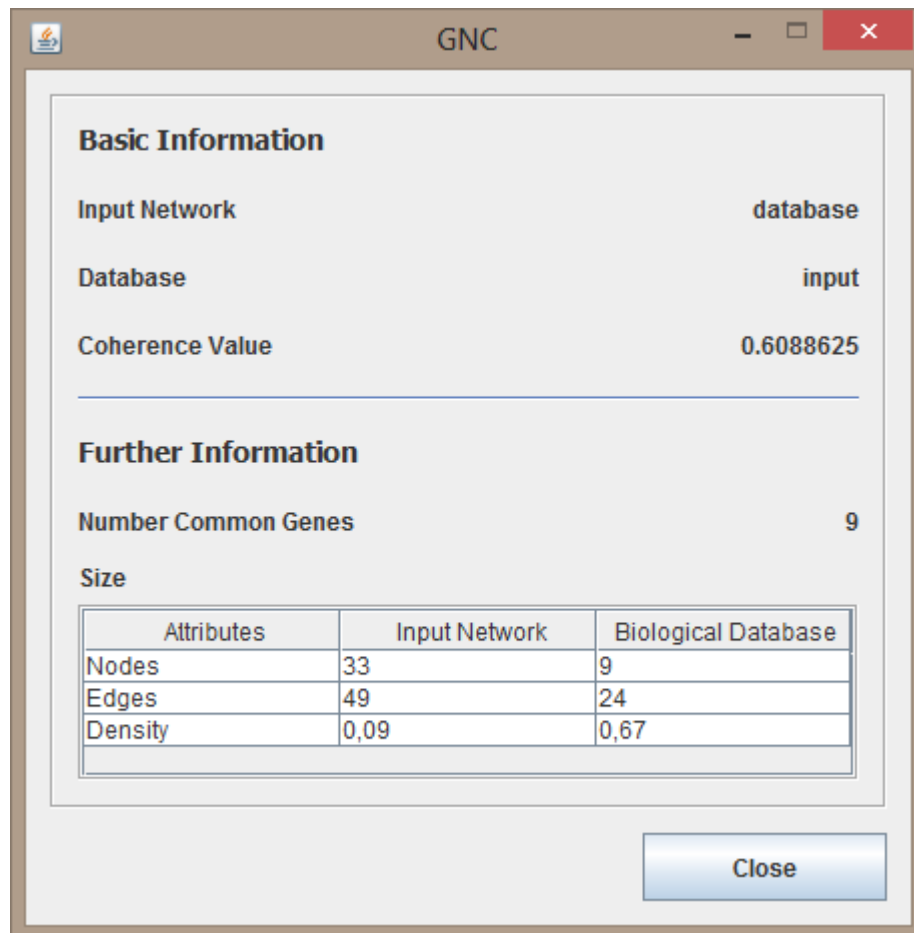 GNC
Basic Information
Input Network database
Database input
Coherence Value 0.6088625
Further Information
Number Common Genes 9
Size
Attributes Input Network Biological Database
Nodes 33 9
Edges 49 24
Density 0,09 0,67
Close